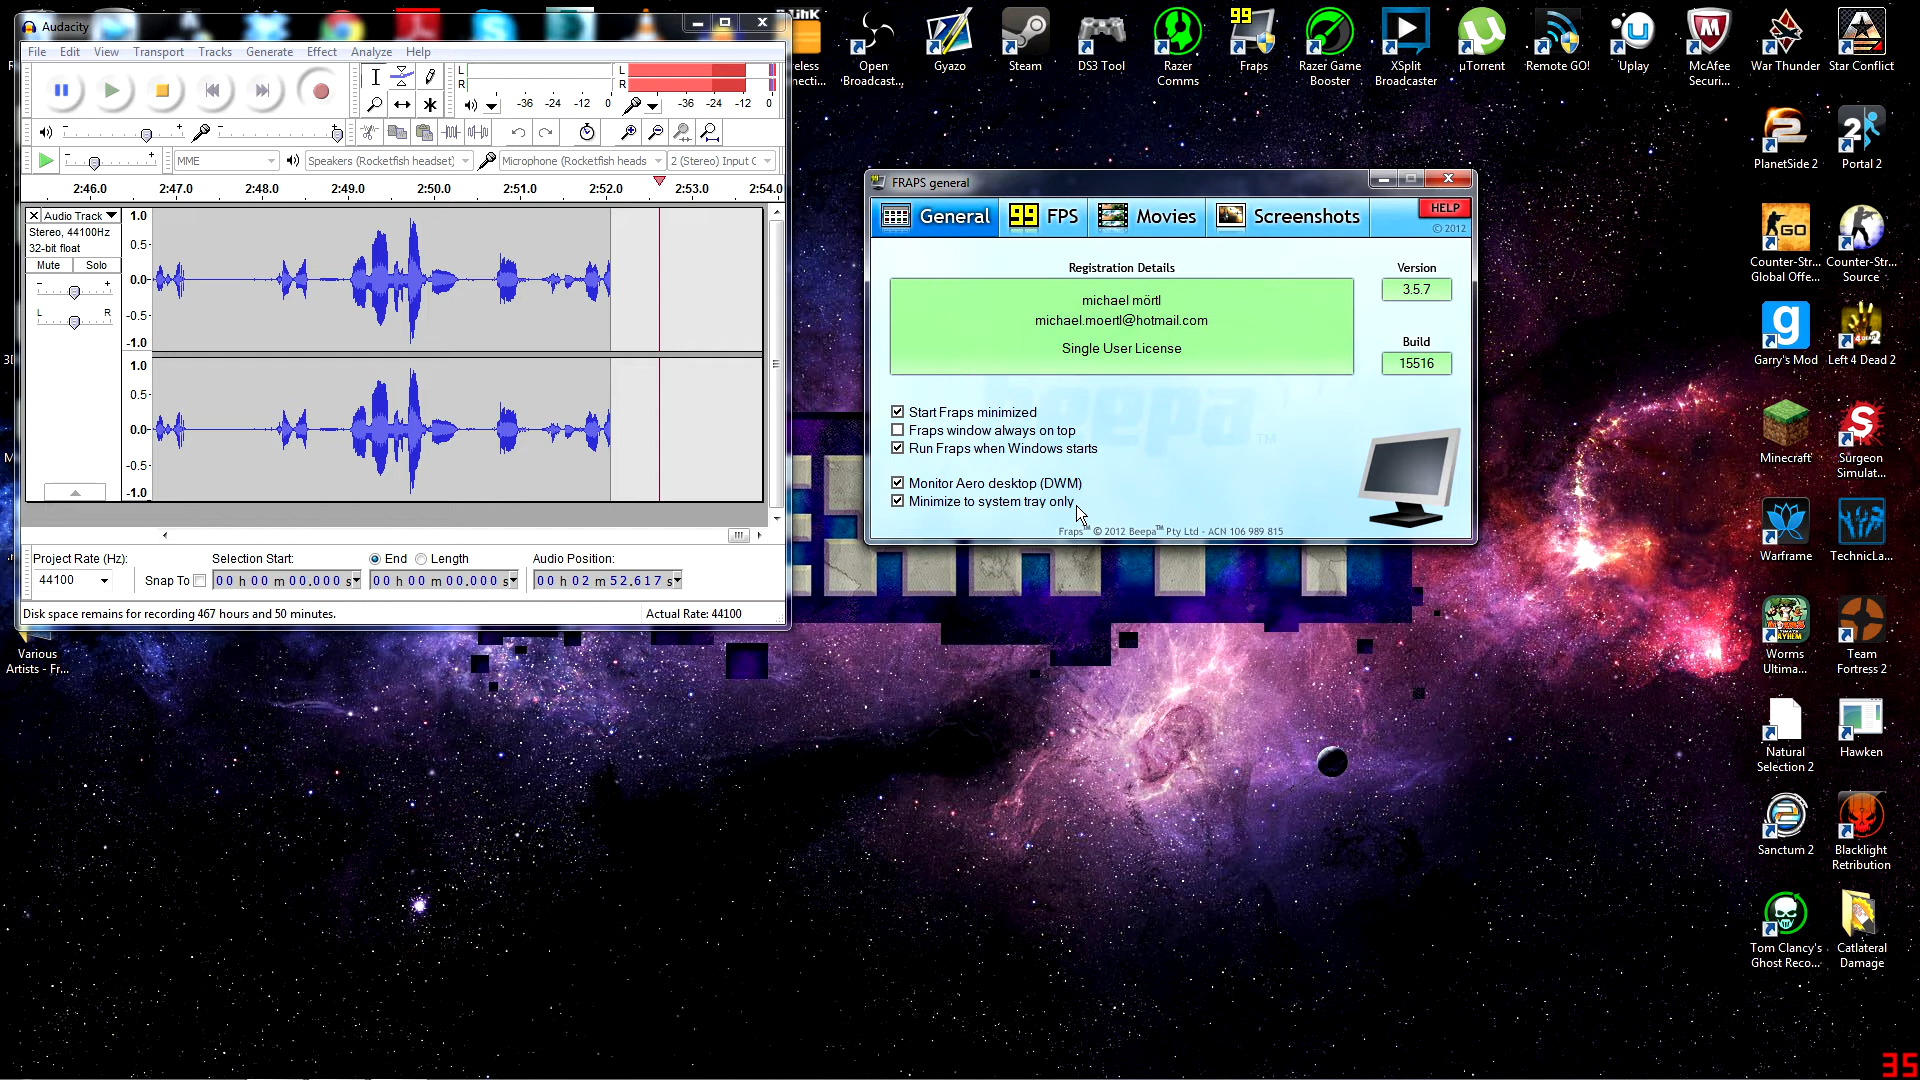 Audacity
File Edit View Transport Tracks Generate Effect Analyze Help
L
R
-36 -24 -12 0
L
R
-36 -24 -12 0
MME
Speakers (Rocketfish headset)
Microphone (Rocketfish heads
2 (Stereo) Input C
2:46.0 2:47.0 2:48.0 2:49.0 2:50.0 2:51.0 2:52.0 2:53.0 2:54.0
Audio Track
Stereo, 44100Hz
32-bit float
Mute Solo
- +
L R
1.0
0.5-
0.0-
-0.5-
-1.0
1.0
0.5-
0.0-
-0.5-
-1.0
Project Rate (Hz):
44100
Snap To
Selection Start:
00 h 00 m 00.000 s
End Length
00 h 00 m 00.000 s
Audio Position:
00 h 02 m 52.617 s
Disk space remains for recording 467 hours and 50 minutes.
Actual Rate: 44100
Various
Artists - Fr...
FRAPS general
General
99 FPS
Movies
Screenshots
HELP
© 2012
Registration Details
michael mörtl
michael.moertl@hotmail.com
Single User License
Version
3.5.7
Build
15516
beepa™
Start Fraps minimized
Fraps window always on top
Run Fraps when Windows starts
Monitor Aero desktop (DWM)
Minimize to system tray only
Fraps™ © 2012 Beepa™ Pty Ltd - ACN 106 989 815
Open
Broadcast...
Gyazo
Steam
DS3 Tool
Razer
Comms
99
Fraps
Razer Game
Booster
XSplit
Broadcaster
µTorrent
Remote GO!
Uplay
McAfee
Securi...
War Thunder
Star Conflict
PlanetSide 2
2
Portal 2
GO
Counter-Str...
Global Offe...
Counter-Str...
Source
g
Garry's Mod
Left 4 Dead 2
Minecraft
Surgeon
Simulat...
Warframe
TechnicLa...
Worms
Ultima...
Team
Fortress 2
Natural
Selection 2
Hawken
Sanctum 2
Blacklight
Retribution
Tom Clancy's
Ghost Reco...
Catlateral
Damage
35